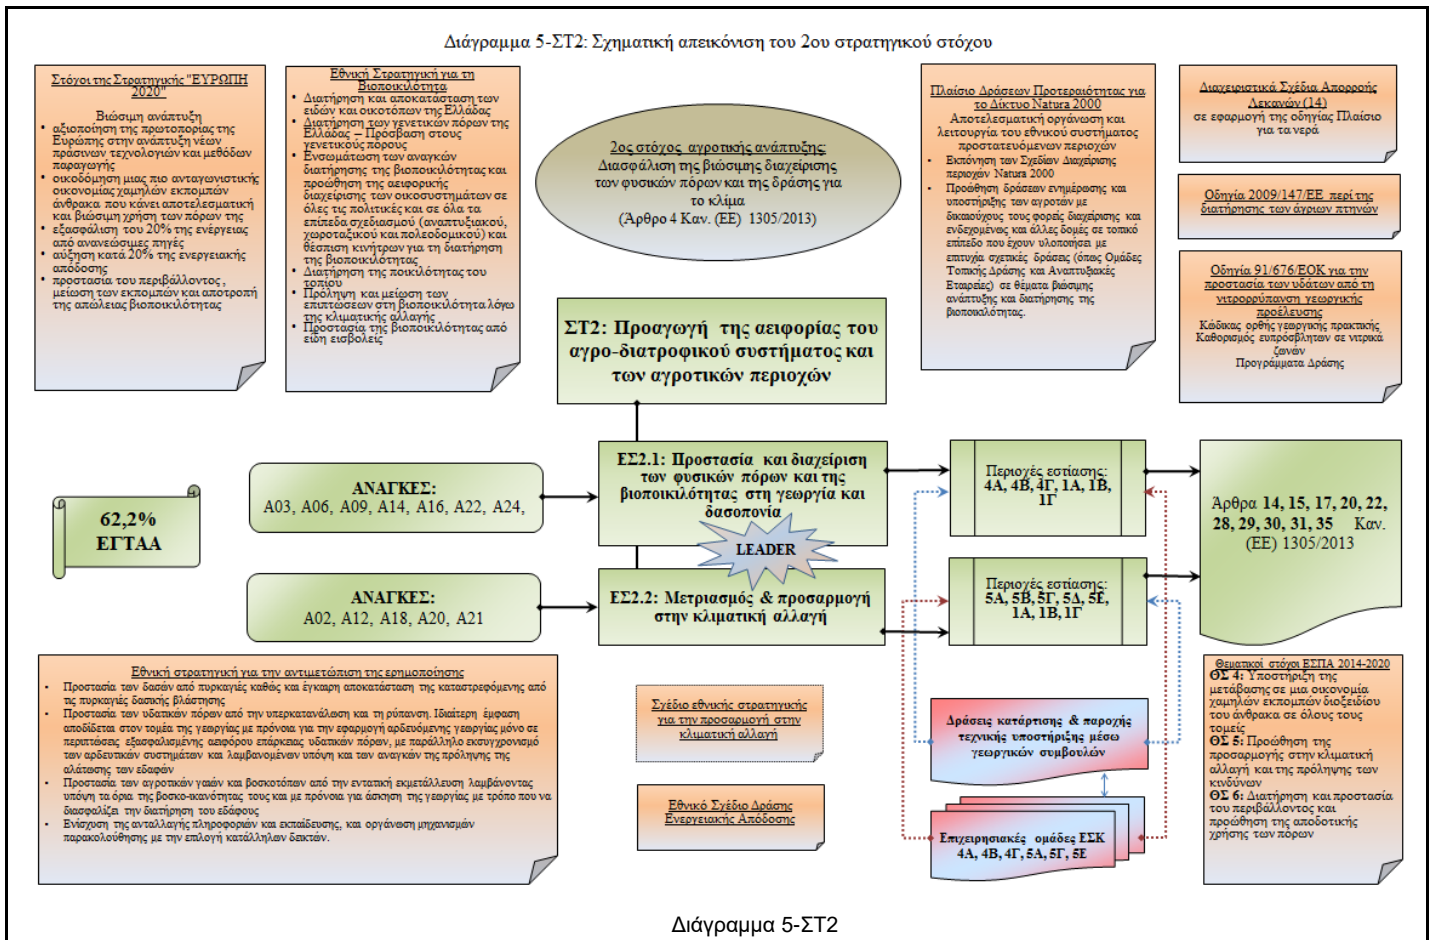 Διάγραμμα 5-ΣΤ2: Σχηματική απεικόνιση του 2ου στρατηγικού στόχου
Στόχοι της Στρατηγικής "ΕΥΡΩΠΗ
2020"
Βιώσιμη ανάπτυξη
• αξιοποίηση της πρωτοπορίας της
Ευρώπης στην ανάπτυξη νέων
πράσινων τεχνολογιών και μεθόδων
παραγωγής
• οικοδόμηση μιας πιο ανταγωνιστικής
οικονομίας χαμηλών εκπομπών
άνθρακα που κάνει αποτελεσματική
και βιώσιμη χρήση των πόρων της
• εξασφάλιση του 20% της ενέργειας
από ανανεώσιμες πηγές
• αύξηση κατά 20% της ενεργειακής
απόδοσης
• προστασία του περιβάλλοντος ,
μείωση των εκπομπών και αποτροπή
της απώλειας βιοποικιλότητας
Εθνική Στρατηγική για τη
Βιοποικιλότητα
• Διατήρηση και αποκατάσταση των
ειδών και οικοτόπων της Ελλάδας
• Διατήρηση των γενετικών πόρων της
Ελλάδας – Πρόσβαση στους
γενετικούς πόρους
• Ενσωμάτωση των αναγκών
διατήρησης της βιοποικιλότητας και
προώθηση της αειφορικής
διαχείρισης των οικοσυστημάτων σε
όλες τις πολιτικές και σε όλα τα
επίπεδα σχεδιασμού (αναπτυξιακού,
χωροταξικού και πολεοδομικού) και
θέσπιση κινήτρων για τη διατήρηση
της βιοποικιλότητας
• Διατήρηση της ποικιλότητας του
τοπίου
• Πρόληψη και μείωση των
επιπτώσεων στη βιοποικιλότητα λόγω
της κλιματικής αλλαγής
• Προστασία της βιοποικιλότητας από
είδη εισβολείς
2ος στόχος αγροτικής ανάπτυξης:
Διασφάλιση της βιώσιμης διαχείρισης
των φυσικών πόρων και της δράσης για
το κλίμα
(Άρθρο 4 Καν. (ΕΕ) 1305/2013)
Πλαίσιο Δράσεων Προτεραιότητας για
το Δίκτυο Natura 2000
Αποτελεσματική οργάνωση και
λειτουργία του εθνικού συστήματος
προστατευόμενων περιοχών
• Εκπόνηση των Σχεδίων Διαχείρισης
περιοχών Natura 2000
• Προώθηση δράσεων ενημέρωσης και
υποστήριξης των αγροτών με
δικαιούχους τους φορείς διαχείρισης και
ενδεχομένως και άλλες δομές σε τοπικό
επίπεδο που έχουν υλοποιήσει με
επιτυχία σχετικές δράσεις (όπως Ομάδες
Τοπικής Δράσης και Αναπτυξιακές
Εταιρείες) σε θέματα βιώσιμης
ανάπτυξης και διατήρησης της
βιοποικιλότητας.
Διαχειριστικά Σχέδια Απορροής
Λεκανών (14)
σε εφαρμογή της οδηγίας Πλαίσιο
για τα νερά
Οδηγία 2009/147/ΕΕ περί της
διατήρησης των άγριων πτηνών
Οδηγία 91/676/ΕΟΚ για την
προστασία των υδάτων από τη
νιτρορρύπανση γεωργικής
προέλευσης
Κώδικας ορθής γεωργικής πρακτικής
Καθορισμός ευπρόσβλητων σε νιτρικά
ζωνών
Προγράμματα Δράσης
ΣΤ2: Προαγωγή της αειφορίας του
αγρο-διατροφικού συστήματος και
των αγροτικών περιοχών
62,2%
ΕΓΤΑΑ
ΑΝΑΓΚΕΣ:
Α03, Α06, Α09, Α14, Α16, Α22, Α24,
ΕΣ2.1: Προστασία και διαχείριση
των φυσικών πόρων και της
βιοποικιλότητας στη γεωργία και
δασοπονία
Περιοχές εστίασης:
4Α, 4Β, 4Γ, 1Α, 1Β,
1Γ
Άρθρα 14, 15, 17, 20, 22,
28, 29, 30, 31, 35 Καν.
(ΕΕ) 1305/2013
LEADER
ΑΝΑΓΚΕΣ:
Α02, Α12, Α18, Α20, Α21
ΕΣ2.2: Μετριασμός & προσαρμογή
στην κλιματική αλλαγή
Περιοχές εστίασης:
5Α, 5Β, 5Γ, 5Δ, 5Ε,
1Α, 1Β, 1Γ
Εθνική στρατηγική για την αντιμετώπιση της ερημοποίησης
• Προστασία των δασών από πυρκαγιές καθώς και έγκαιρη αποκατάσταση της καταστρεφόμενης από
τις πυρκαγιές δασικής βλάστησης
• Προστασία των υδατικών πόρων από την υπερκατανάλωση και τη ρύπανση. Ιδιαίτερη έμφαση
αποδίδεται στον τομέα της γεωργίας με πρόνοια για την εφαρμογή αρδευόμενης γεωργίας μόνο σε
περιπτώσεις εξασφαλισμένης αειφόρου επάρκειας υδατικών πόρων, με παράλληλο εκσυγχρονισμό
των αρδευτικών συστημάτων και λαμβανομένων υπόψη και των αναγκών της πρόληψης της
αλάτωσης των εδαφών
• Προστασία των αγροτικών γαιών και βοσκοτόπων από την εντατική εκμετάλλευση λαμβάνοντας
υπόψη τα όρια της βοσκο-ικανότητας τους και με πρόνοια για άσκηση της γεωργίας με τρόπο που να
διασφαλίζει την διατήρηση του εδάφους
• Ενίσχυση της ανταλλαγής πληροφοριών και εκπαίδευσης, και οργάνωση μηχανισμών
παρακολούθησης με την επιλογή κατάλληλων δεικτών.
Σχέδιο εθνικής στρατηγικής
για την προσαρμογή στην
κλιματική αλλαγή
Εθνικό Σχέδιο Δράσης
Ενεργειακής Απόδοσης
Δράσεις κατάρτισης & παροχής
τεχνικής υποστήριξης μέσω
γεωργικών συμβουλών
Επιχειρησιακές ομάδες ΕΣΚ
4Α, 4Β, 4Γ, 5Α, 5Γ, 5Ε
Θεματικοί στόχοι ΕΣΠΑ 2014-2020
ΘΣ 4: Υποστήριξη της
μετάβασης σε μια οικονομία
χαμηλών εκπομπών διοξειδίου
του άνθρακα σε όλους τους
τομείς
ΘΣ 5: Προώθηση της
προσαρμογής στην κλιματική
αλλαγή και της πρόληψης των
κινδύνων
ΘΣ 6: Διατήρηση και προστασία
του περιβάλλοντος και
προώθηση της αποδοτικής
χρήσης των πόρων
Διάγραμμα 5-ΣΤ2